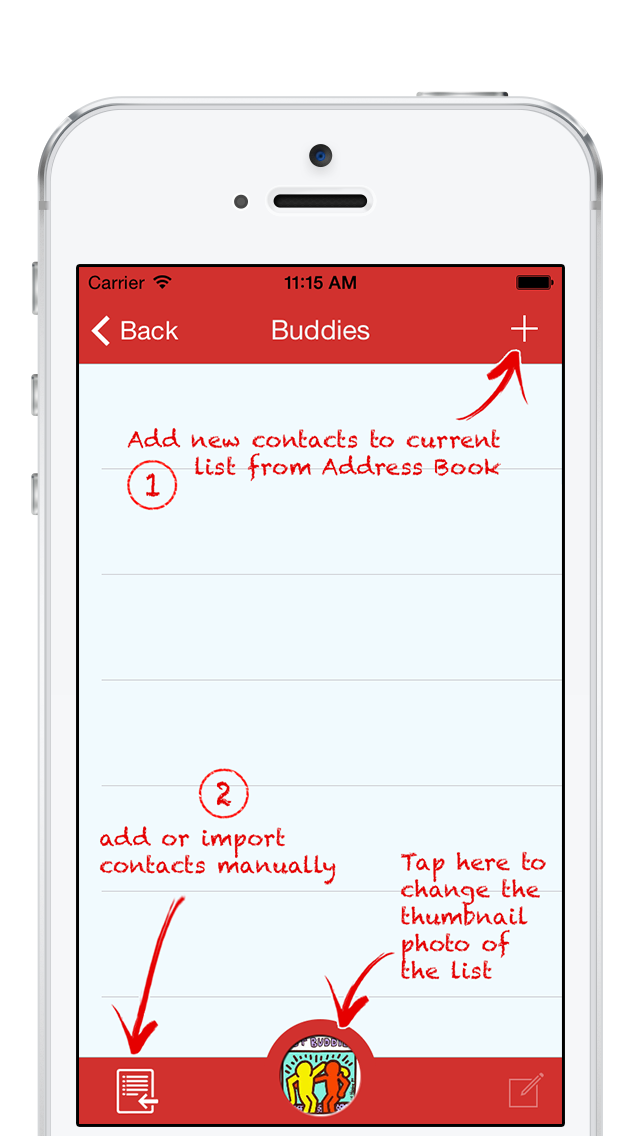 Carrier 11:15 AM
Back Buddies
Add new contacts to current
list from Address Book
1
2
add or import
contacts manually
Tap here to
change the
thumbnail
photo of
the list
BUDDIE